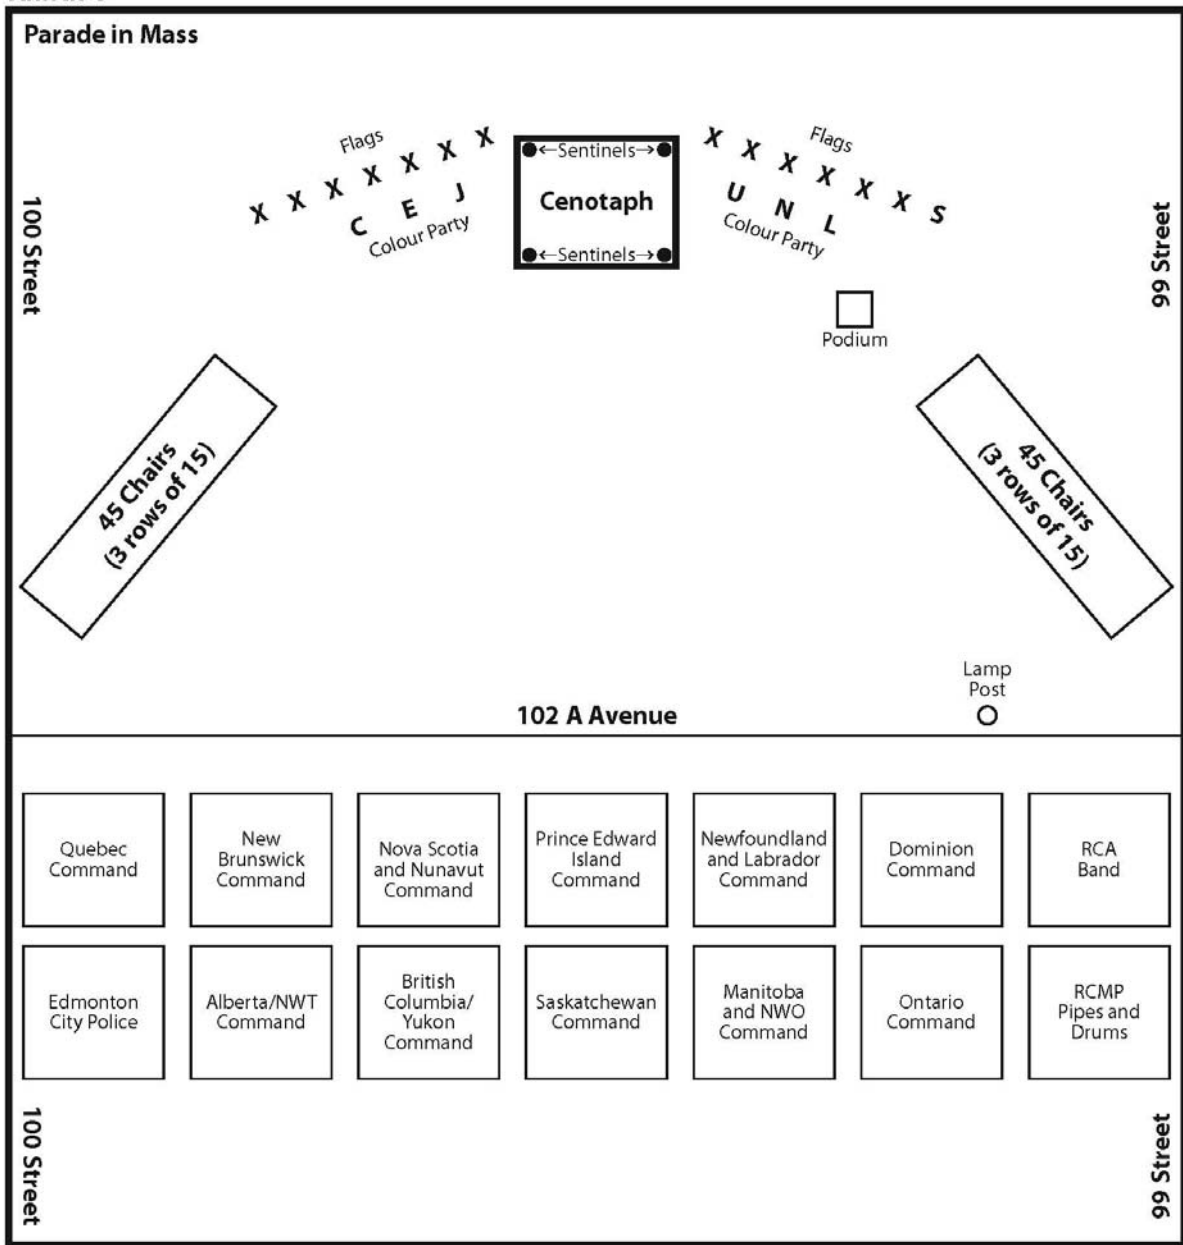 Parade in Mass
Flags
X X X X X X X
C E J
Colour Party
←Sentinels→
Cenotaph
←Sentinels→
Flags
X X X X X X S
U N L
Colour Party
100 Street
99 Street
Podium
45 Chairs
(3 rows of 15)
45 Chairs
(3 rows of 15)
Lamp
Post
102 A Avenue
Quebec
Command
New
Brunswick
Command
Nova Scotia
and Nunavut
Command
Prince Edward
Island
Command
Newfoundland
and Labrador
Command
Dominion
Command
RCA
Band
Edmonton
City Police
Alberta/NWT
Command
British
Columbia/
Yukon
Command
Saskatchewan
Command
Manitoba
and NWO
Command
Ontario
Command
RCMP
Pipes and
Drums
100 Street
99 Street